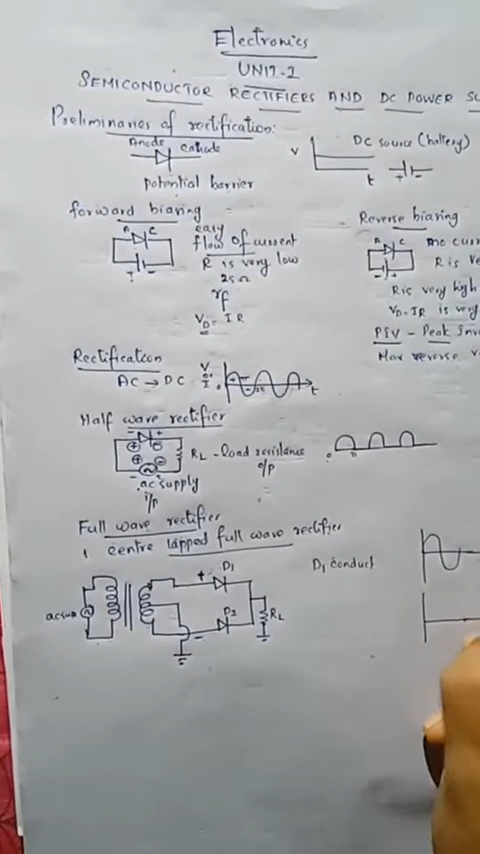 Electronics
UNIT-1
SEMICONDUCTOR RECTIFIERS AND DC POWER SU
Preliminaries of rectification:
Anode cathode
V
t
DC source (battery)
+ -
potential barrier
forward biasing
A C
+ -
easy
flow of current
R is very low
25Ω
rf
VD = IR
Reverse biasing
A C
- +
no curr
R is Ve
R is very high
VD = IR is very
PIV - Peak Inv
Max reverse v
Rectification
AC → DC
V
or
I
t
Half wave rectifier
RL - load resistance
o/p
ac supply
i/p
Full wave rectifier
1. centre tapped full wave rectifier
D1
D1 conduct
D2
RL